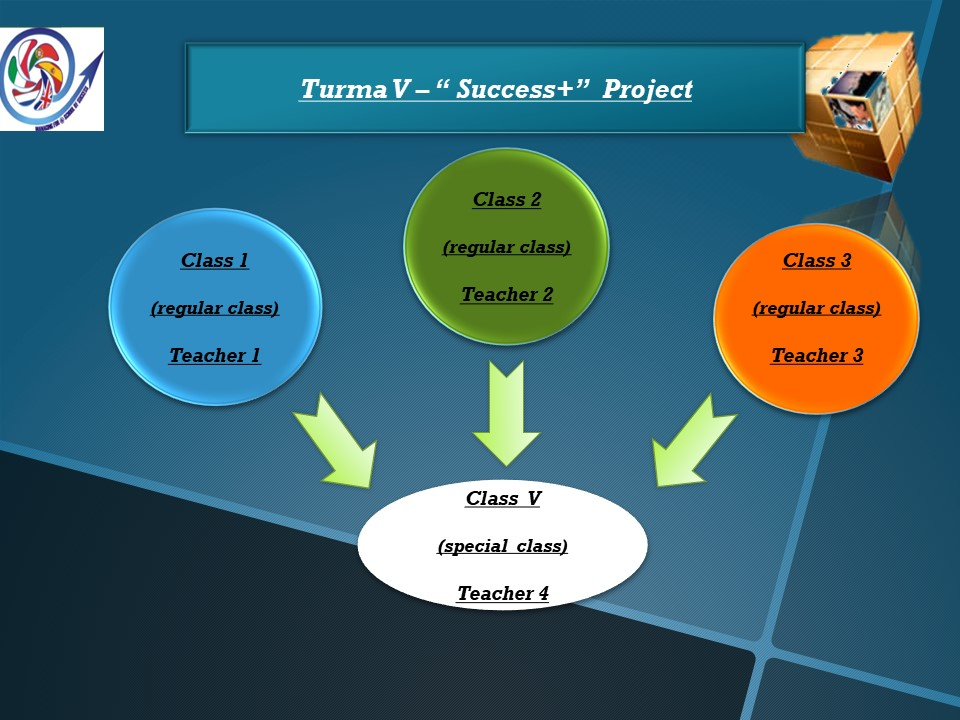 Turma V – “ Success+” Project
Class 2
(regular class)
Teacher 2
Class 1
(regular class)
Teacher 1
Class 3
(regular class)
Teacher 3
Class V
(special class)
Teacher 4